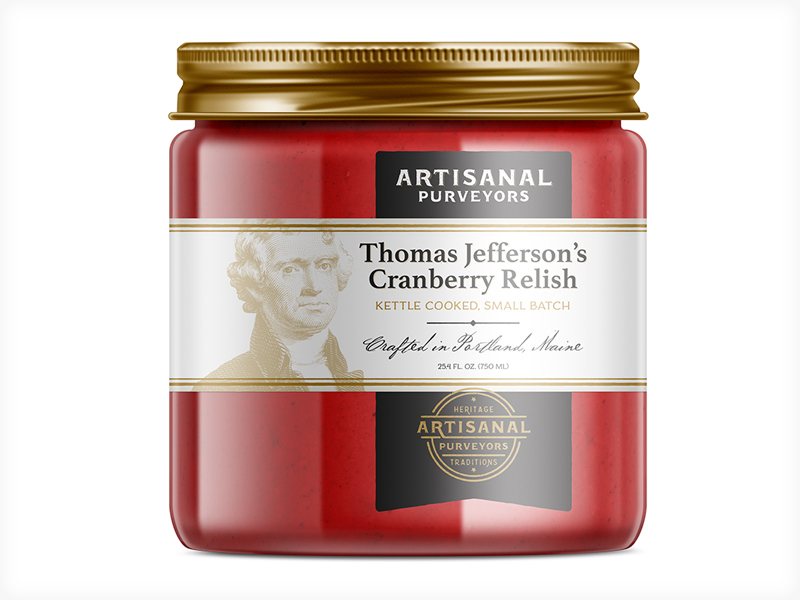 ARTISANAL
PURVEYORS
Thomas Jefferson's
Cranberry Relish
KETTLE COOKED, SMALL BATCH
Crafted in Portland, Maine
25.4 FL. OZ. (750 ML)
HERITAGE
ARTISANAL
PURVEYORS
TRADITIONS